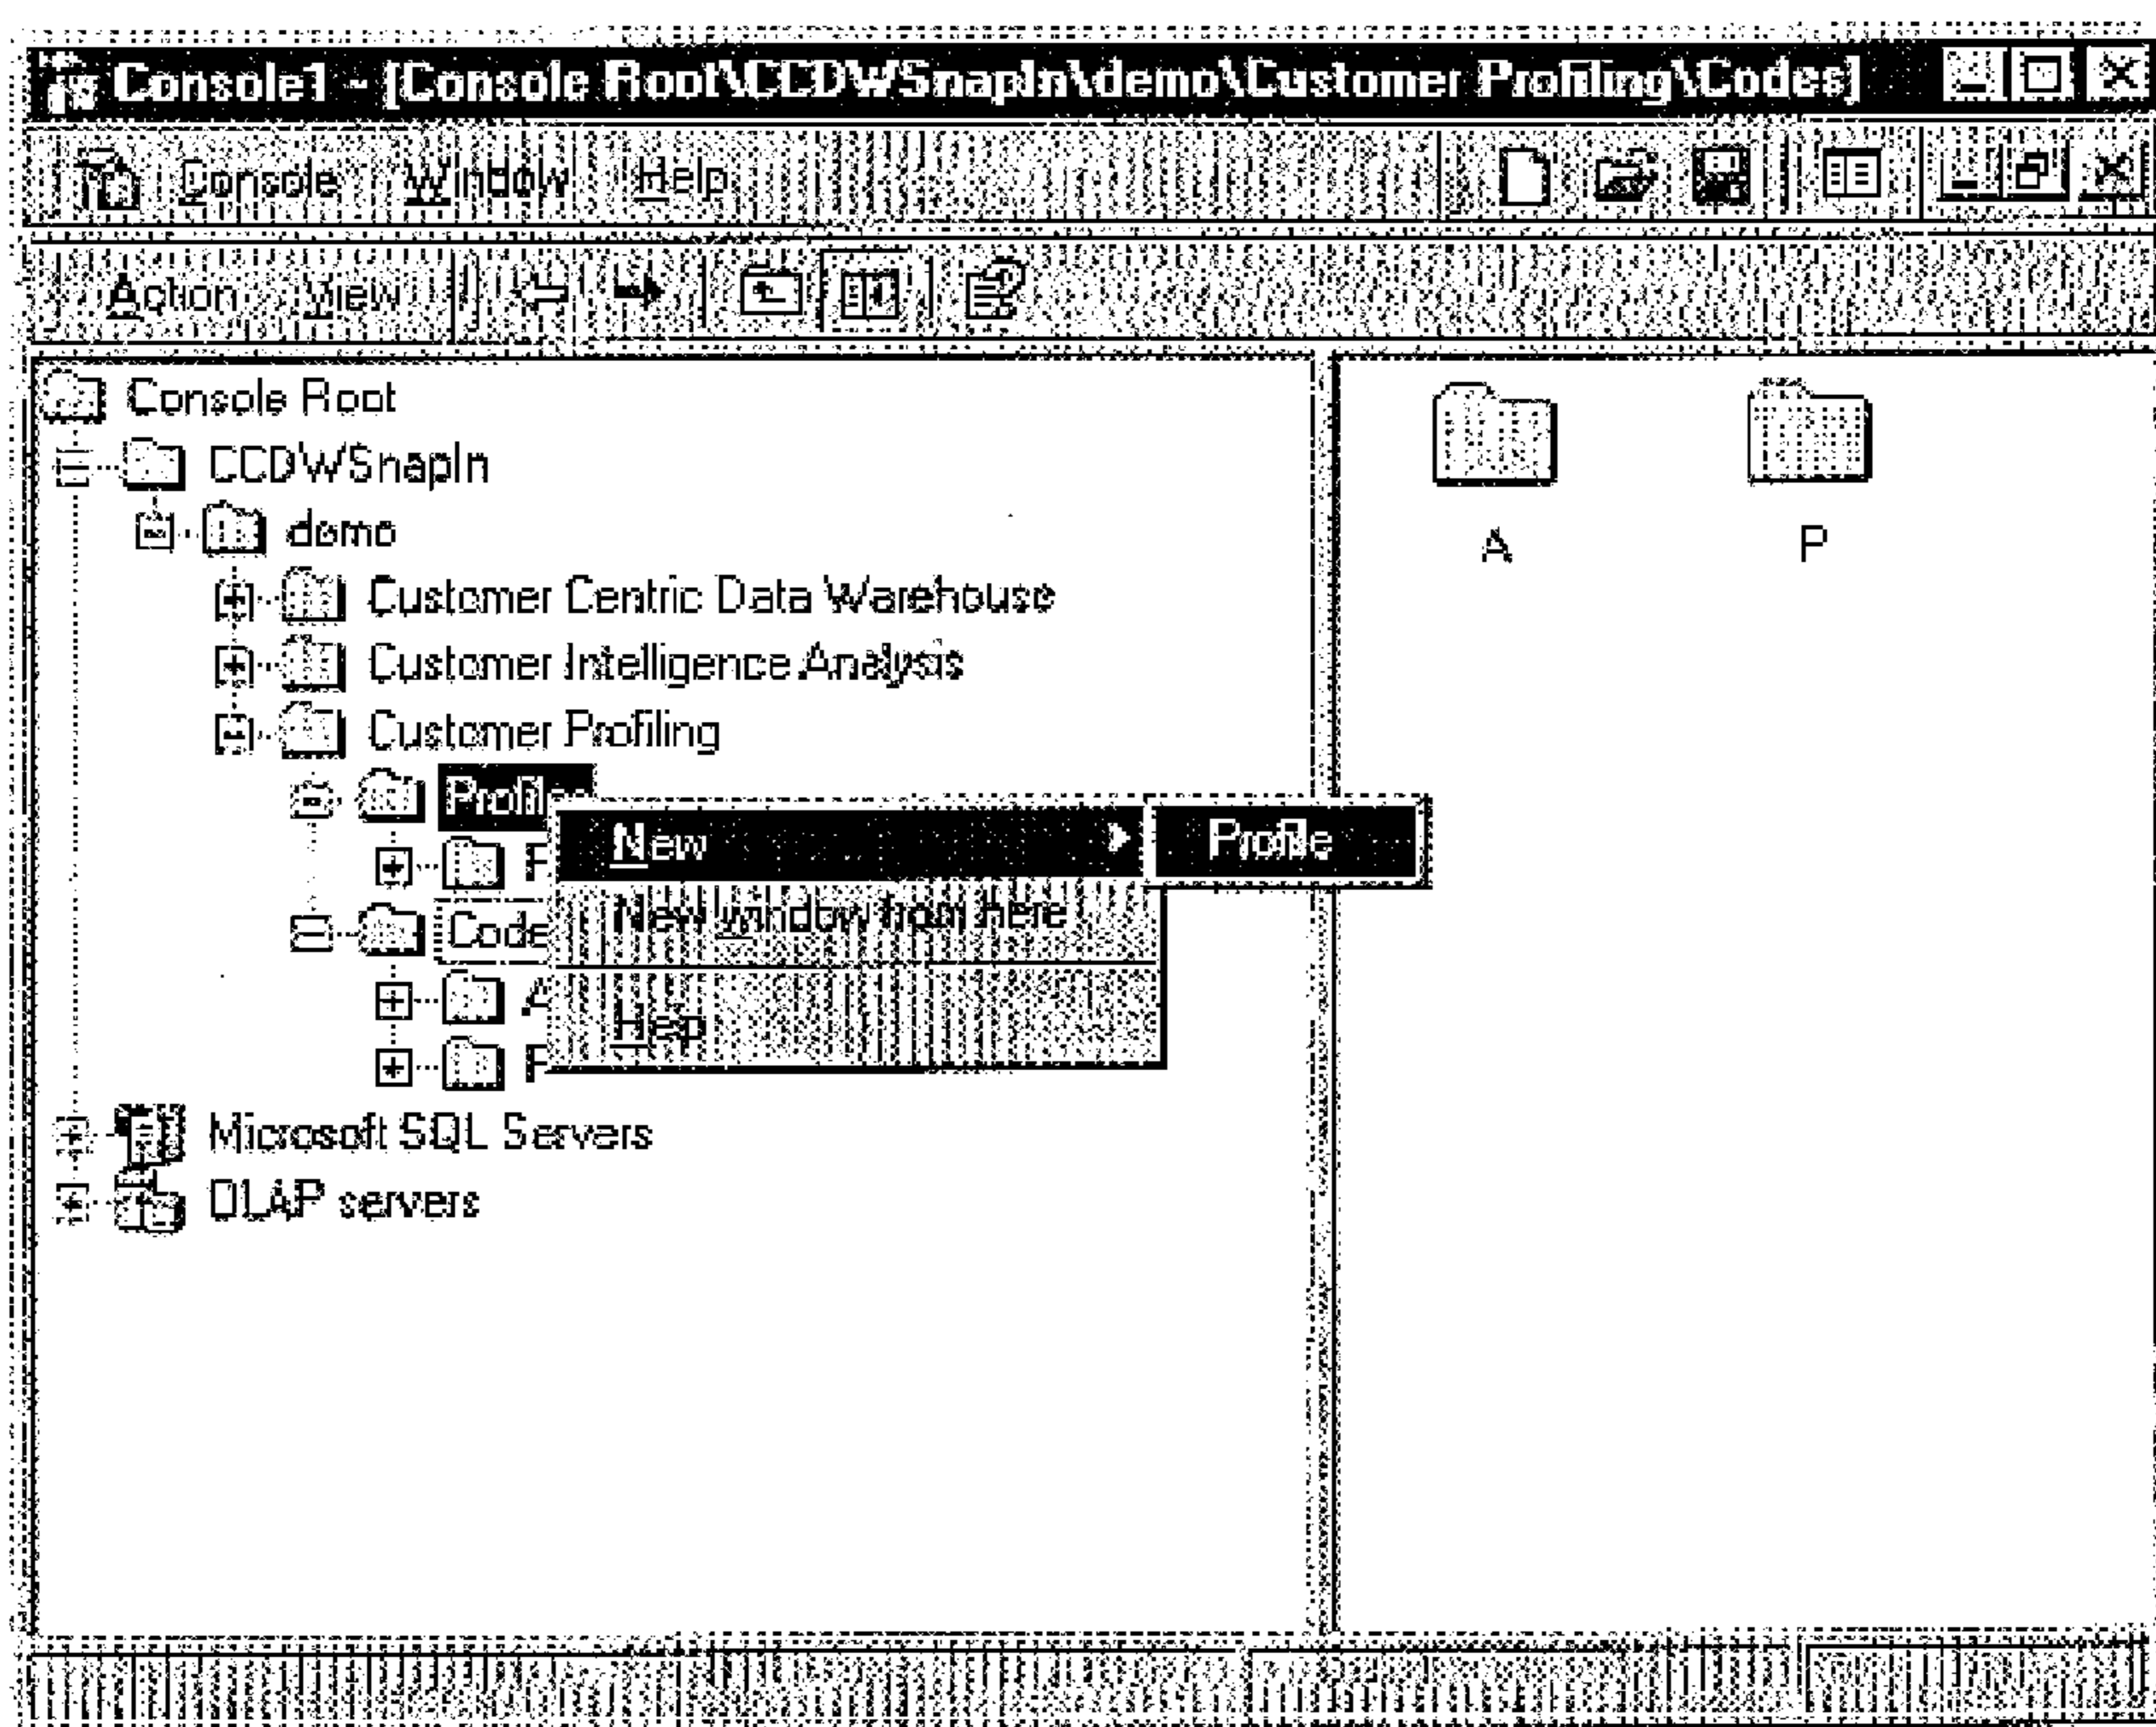 Console1 - [Console Root\CCDWSnapIn\demo\Customer Profiling\Codes]
Console Window Help
Action View
Console Root
CCDWSnapIn
demo
A P
Customer Centric Data Warehouse
Customer Intelligence Analysis
Customer Profiling
Profiles
New Profile
New window from here
Code
Help
Microsoft SQL Servers
OLAP servers